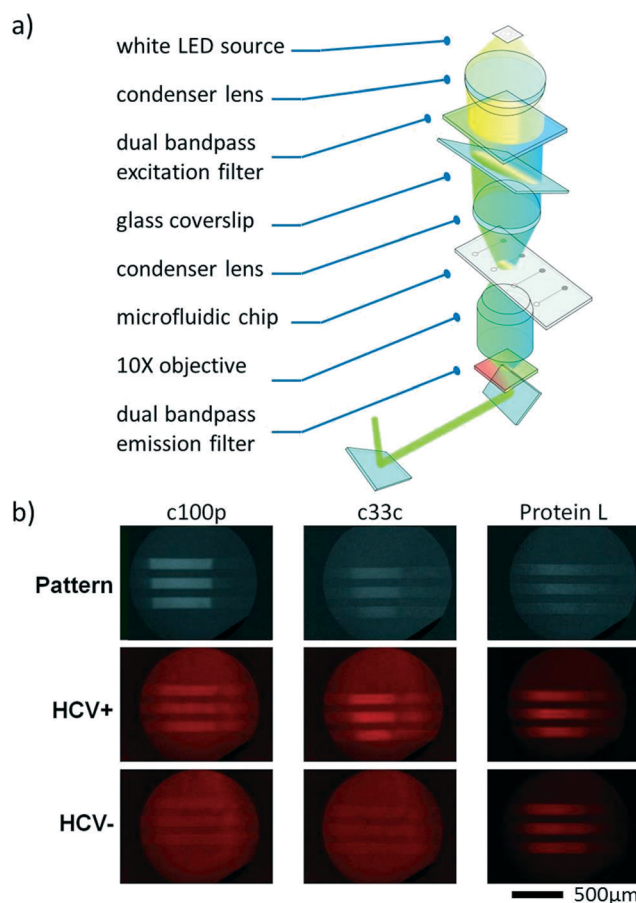 a)
white LED source
condenser lens
dual bandpass
excitation filter
glass coverslip
condenser lens
microfluidic chip
10X objective
dual bandpass
emission filter
b)
c100p c33c Protein L
Pattern
HCV+
HCV-
500µm